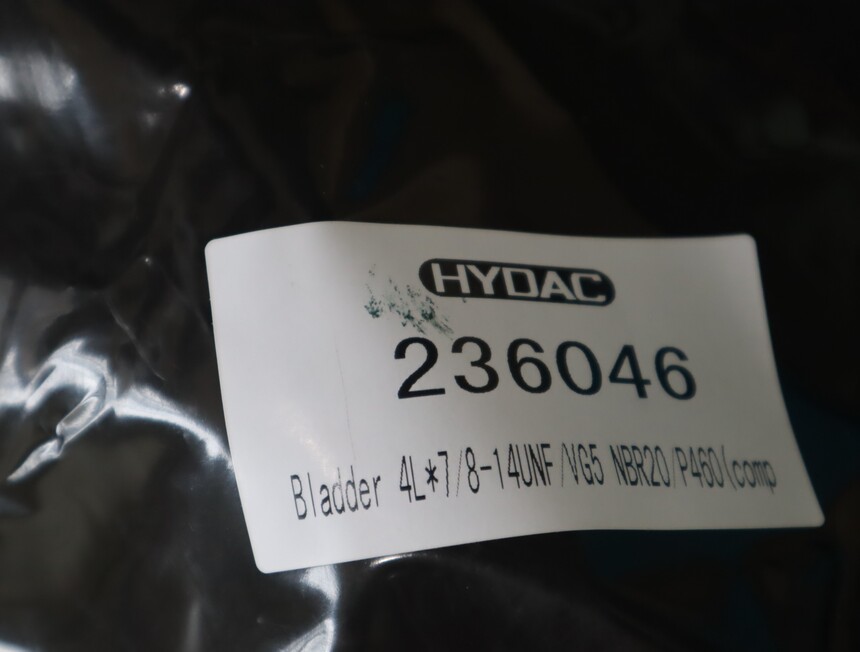 HYDAC
236046
Bladder 4L*7/8-14UNF/VG5 NBR20/P460(comp